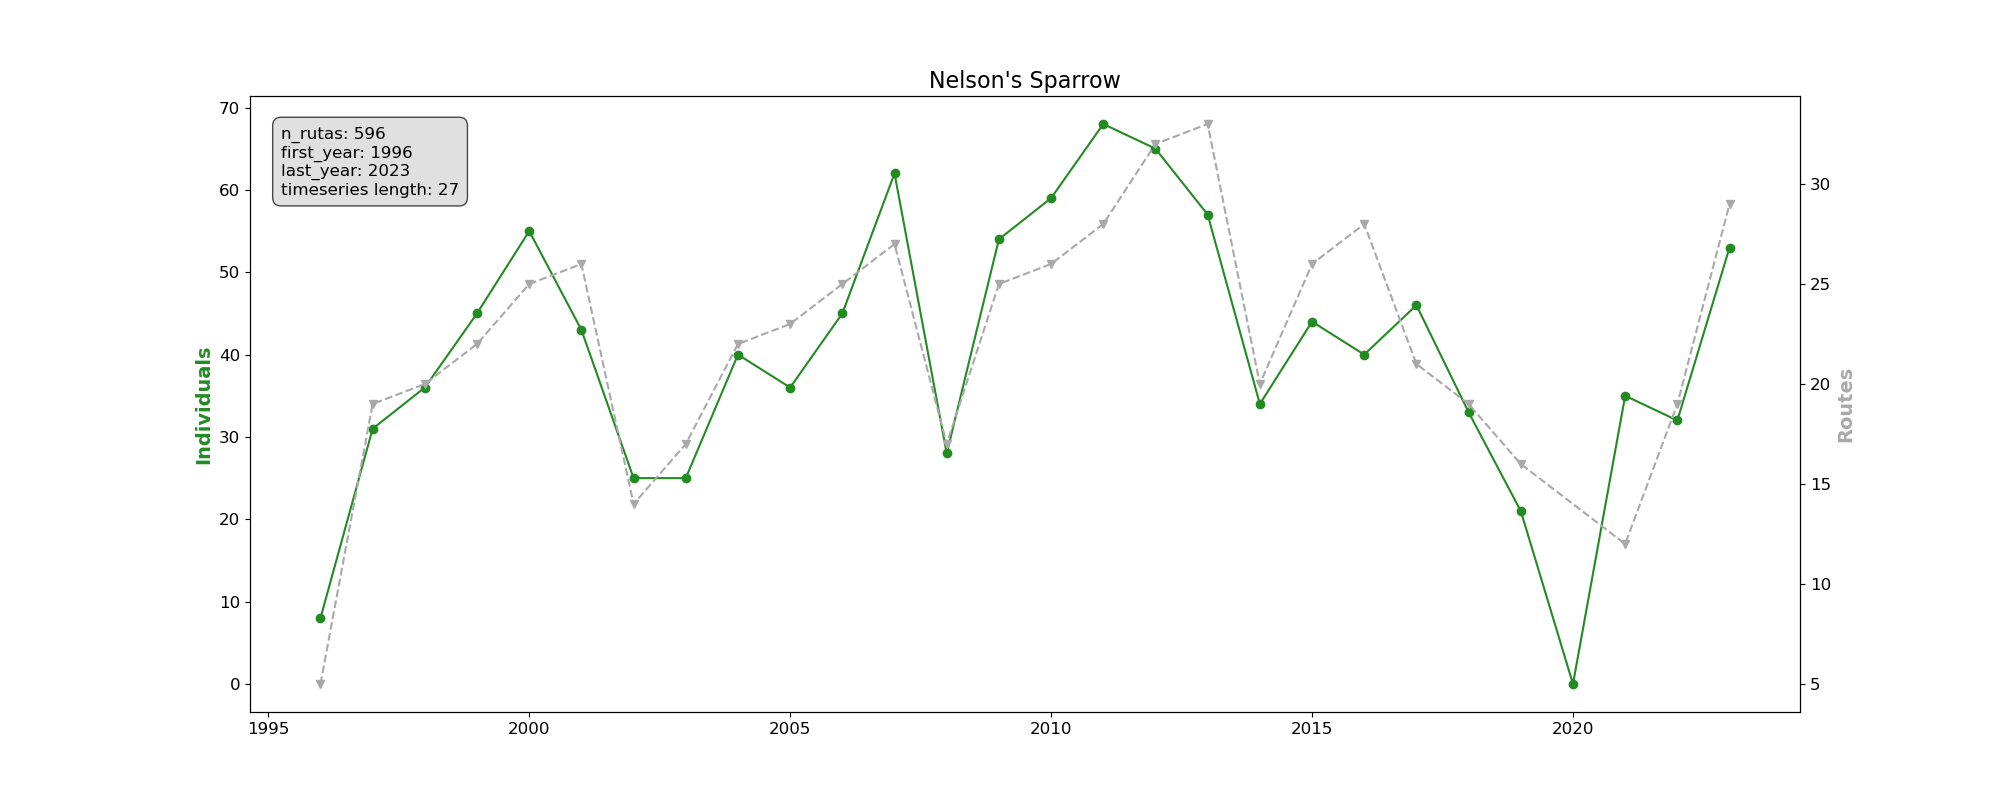 Nelson's Sparrow
n_rutas: 596
first_year: 1996
last_year: 2023
timeseries length: 27
Individuals
70
60
50
40
30
20
10
0
Routes
30
25
20
15
10
5
1995 2000 2005 2010 2015 2020